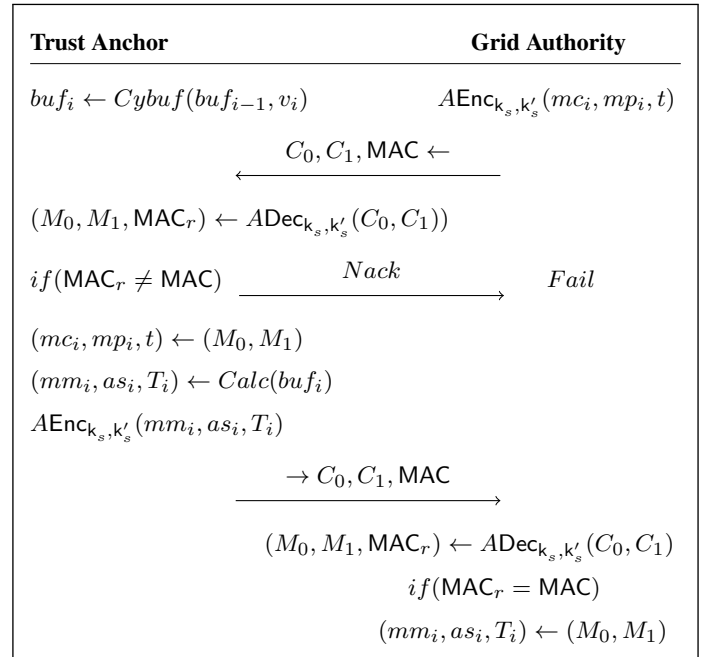 Trust Anchor Grid Authority
buf_i ← Cybuf(buf_{i−1}, v_i) AEnc_{k_s,k′_s}(mc_i, mp_i, t)
C_0, C_1, MAC ←
(M_0, M_1, MAC_r) ← ADec_{k_s,k′_s}(C_0, C_1))
if(MAC_r ≠ MAC) Nack Fail
(mc_i, mp_i, t) ← (M_0, M_1)
(mm_i, as_i, T_i) ← Calc(buf_i)
AEnc_{k_s,k′_s}(mm_i, as_i, T_i)
→ C_0, C_1, MAC
(M_0, M_1, MAC_r) ← ADec_{k_s,k′_s}(C_0, C_1)
if(MAC_r = MAC)
(mm_i, as_i, T_i) ← (M_0, M_1)